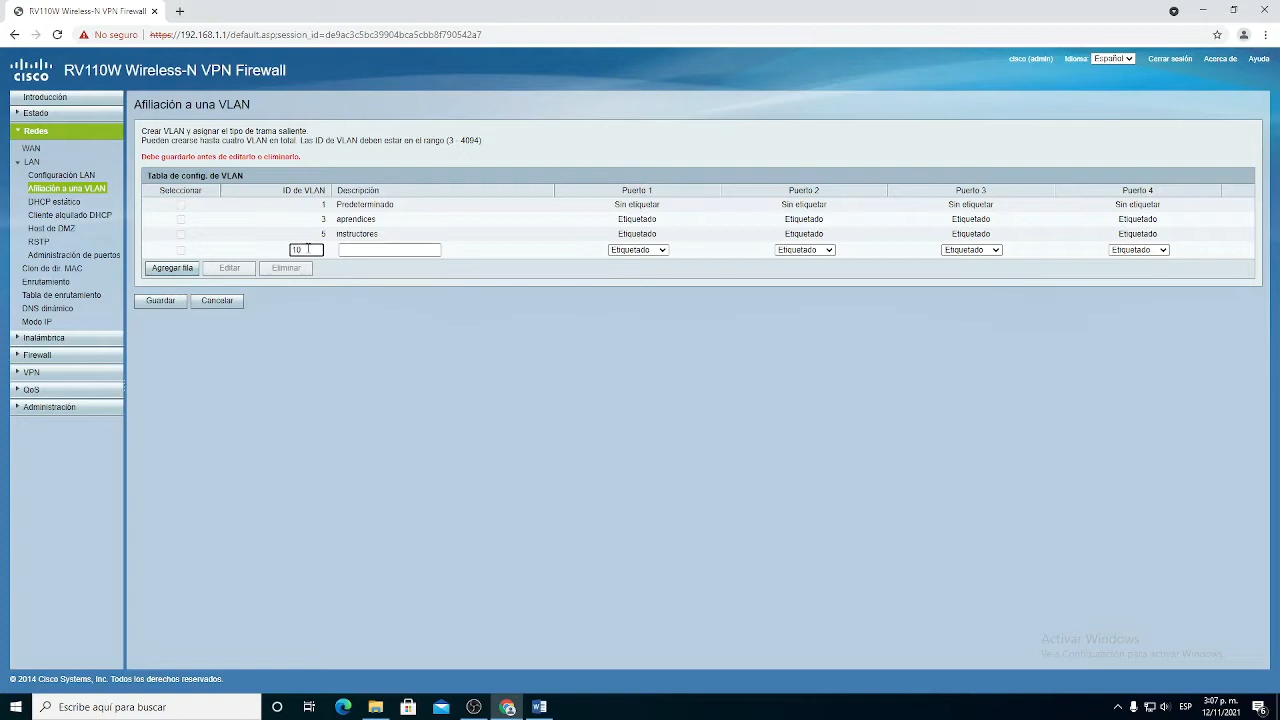 RV110W Wireless-N VPN Firewall
No seguro
https://192.168.1.1/default.asp;session_id=de9ac3c5bc39904bca5cbb8f790542a7
CISCO
RV110W Wireless-N VPN Firewall
cisco (admin)
Idioma:
Español
Cerrar sesión
Acerca de
Ayuda
Introducción
Estado
Redes
WAN
LAN
Configuración LAN
Afiliación a una VLAN
DHCP estático
Cliente alquilado DHCP
Host de DMZ
RSTP
Administración de puertos
Clon de dir. MAC
Enrutamiento
Tabla de enrutamiento
DNS dinámico
Modo IP
Inalámbrica
Firewall
VPN
QoS
Administración
Afiliación a una VLAN
Crear VLAN y asignar el tipo de trama saliente.
Pueden crearse hasta cuatro VLAN en total. Las ID de VLAN deben estar en el rango (3 - 4094)
Debe guardarlo antes de editarlo o eliminarlo.
Tabla de config. de VLAN
Seleccionar ID de VLAN Descripción Puerto 1 Puerto 2 Puerto 3 Puerto 4
1 Predeterminado Sin etiquetar Sin etiquetar Sin etiquetar Sin etiquetar
3 aprendices Etiquetado Etiquetado Etiquetado Etiquetado
5 instructores Etiquetado Etiquetado Etiquetado Etiquetado
10 Etiquetado Etiquetado Etiquetado Etiquetado
Agregar fila Editar Eliminar
Guardar Cancelar
Activar Windows
Ve a Configuración para activar Windows.
© 2014 Cisco Systems, Inc. Todos los derechos reservados.
Escribe aquí para buscar
ESP
3:07 p. m.
12/11/2021